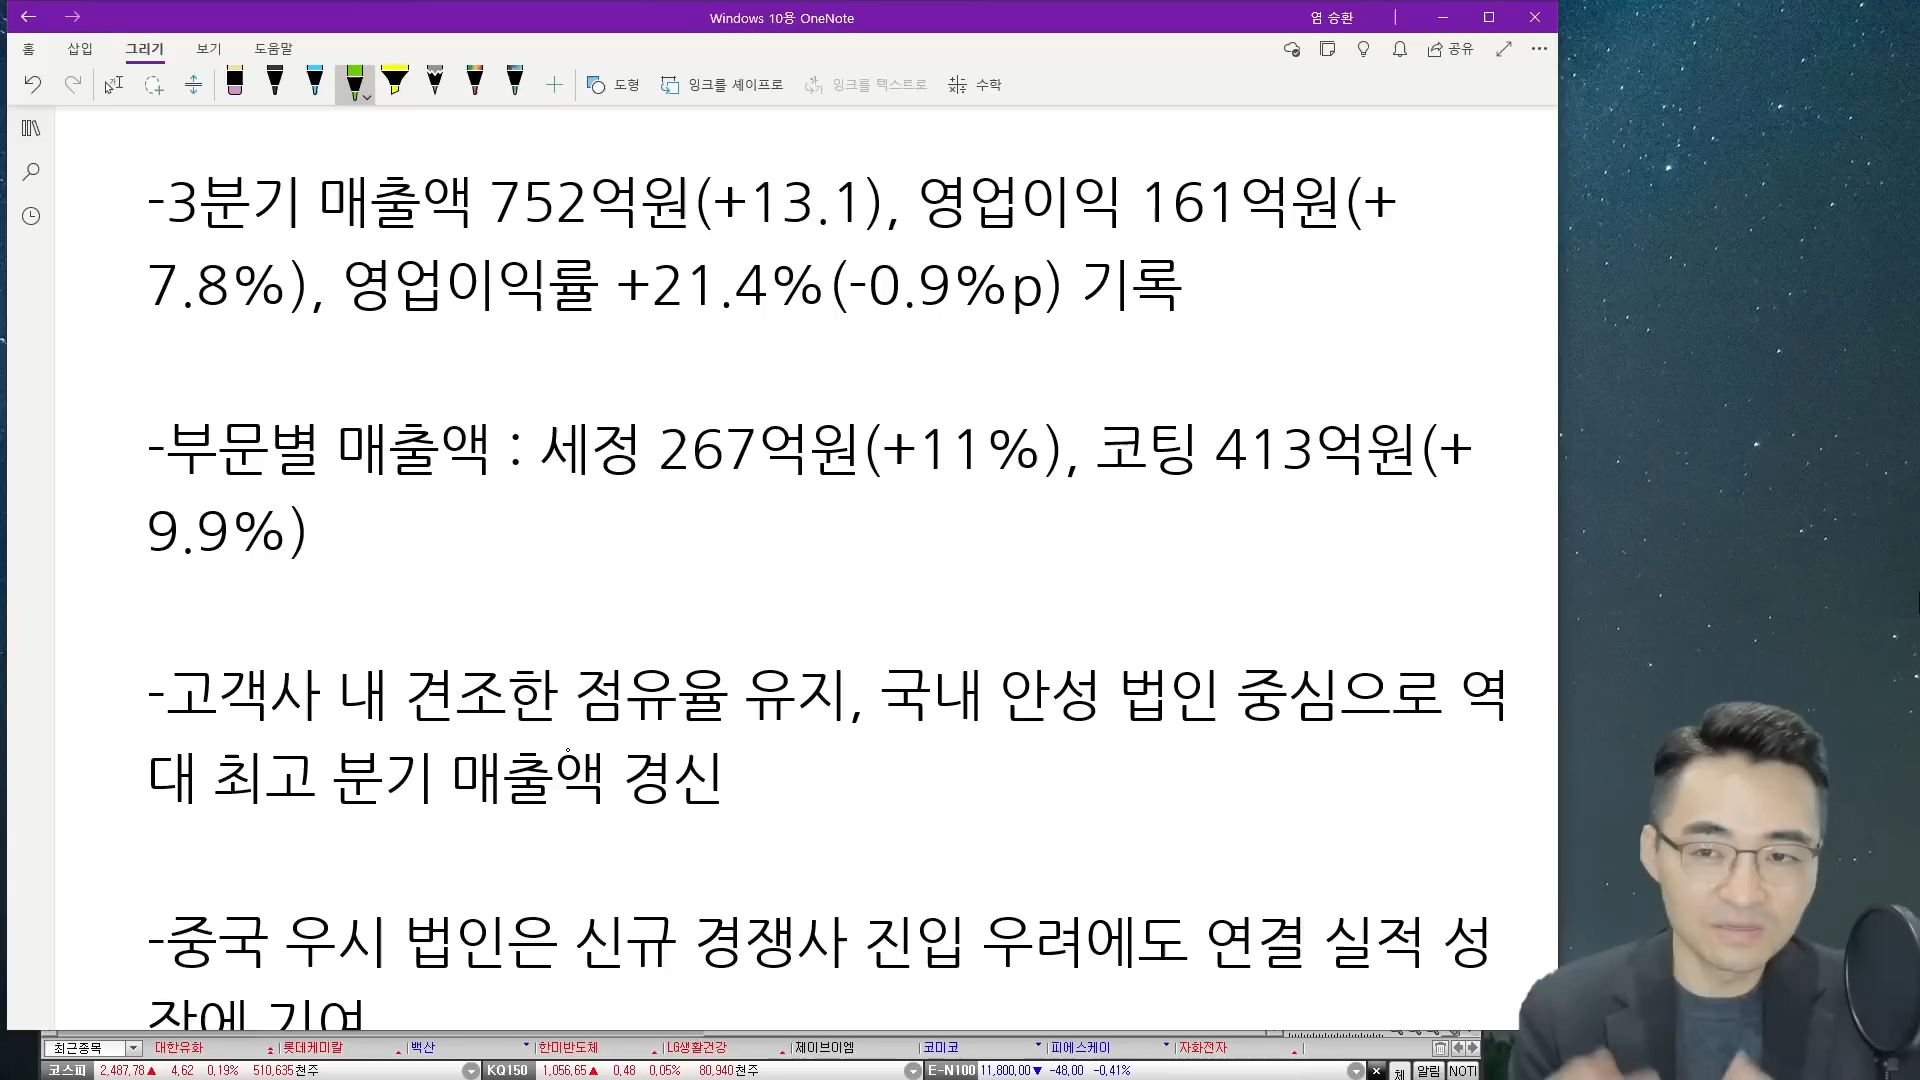 Windows 10용 OneNote
염 승환
홈 삽입 그리기 보기 도움말
공유
도형 잉크를 셰이프로 잉크를 텍스트로 수학
-3분기 매출액 752억원(+13.1), 영업이익 161억원(+
7.8%), 영업이익률 +21.4%(-0.9%p) 기록
-부문별 매출액 : 세정 267억원(+11%), 코팅 413억원(+
9.9%)
-고객사 내 견조한 점유율 유지, 국내 안성 법인 중심으로 역
대 최고 분기 매출액 경신
-중국 우시 법인은 신규 경쟁사 진입 우려에도 연결 실적 성
장에 기여
최근종목 대한유화 롯데케미칼 백산 한미반도체 LG생활건강 제이브이엠 코미코 피에스케이 자화전자
코스피 2,487,78▲ 4,62 0,19% 510,635천주 KQ150 1,056,65▲ 0,48 0,05% 80,940천주 E-N100 11,800,00▼ -48,00 -0,41% 체 알림 NOTI